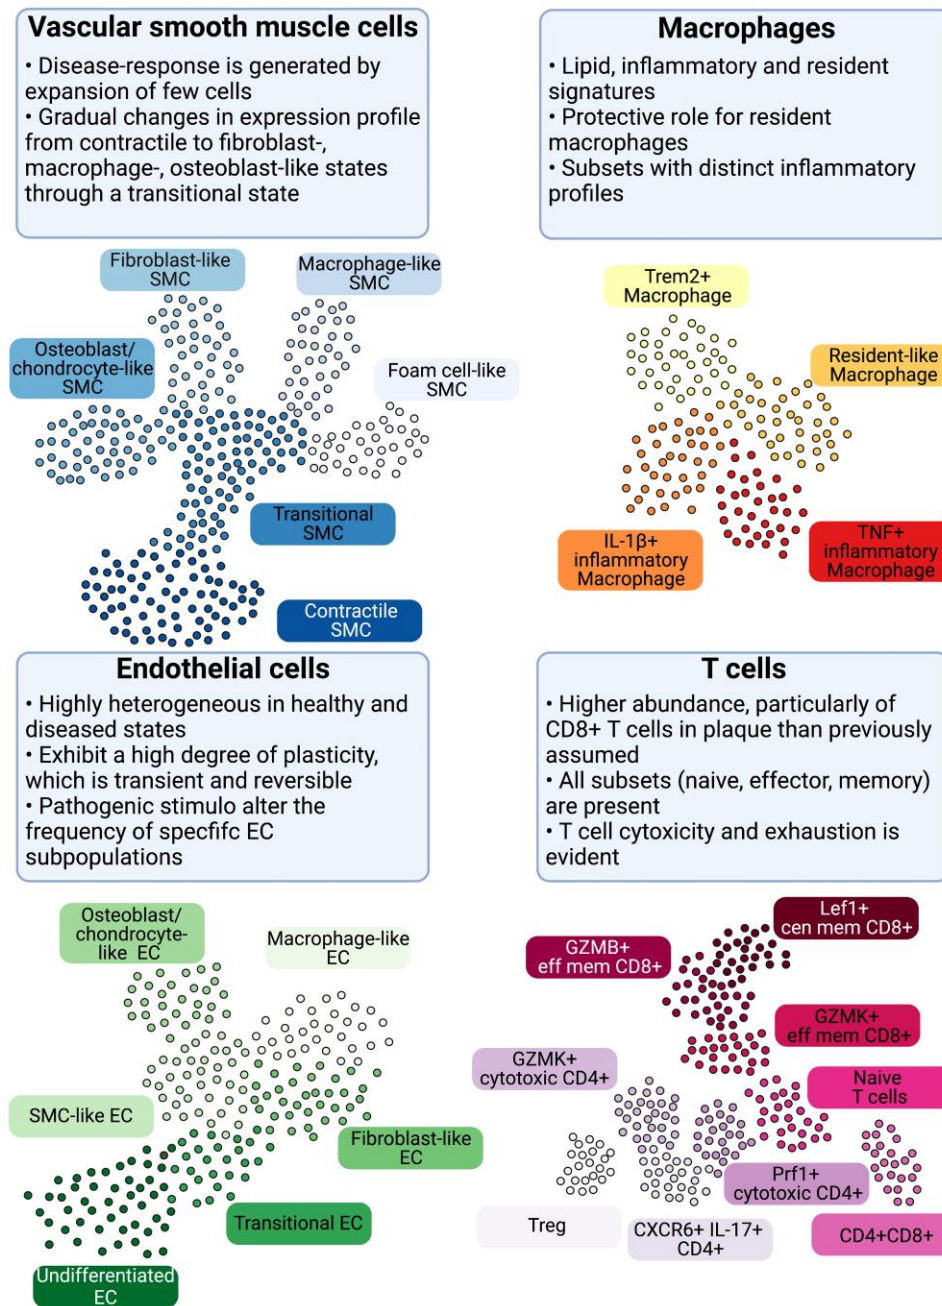 Vascular smooth muscle cells
• Disease-response is generated by
expansion of few cells
• Gradual changes in expression profile
from contractile to fibroblast-,
macrophage-, osteoblast-like states
through a transitional state
Macrophages
• Lipid, inflammatory and resident
signatures
• Protective role for resident
macrophages
• Subsets with distinct inflammatory
profiles
Fibroblast-like
SMC
Macrophage-like
SMC
Osteoblast/
chondrocyte-like
SMC
Foam cell-like
SMC
Transitional
SMC
Contractile
SMC
Trem2+
Macrophage
Resident-like
Macrophage
IL-1β+
inflammatory
Macrophage
TNF+
inflammatory
Macrophage
Endothelial cells
• Highly heterogeneous in healthy and
diseased states
• Exhibit a high degree of plasticity,
which is transient and reversible
• Pathogenic stimulo alter the
frequency of specfifc EC
subpopulations
T cells
• Higher abundance, particularly of
CD8+ T cells in plaque than previously
assumed
• All subsets (naive, effector, memory)
are present
• T cell cytoxicity and exhaustion is
evident
Osteoblast/
chondrocyte-
like EC
Macrophage-like
EC
SMC-like EC
Fibroblast-like
EC
Transitional EC
Undifferentiated
EC
Lef1+
cen mem CD8+
GZMB+
eff mem CD8+
GZMK+
eff mem CD8+
GZMK+
cytotoxic CD4+
Naive
T cells
Prf1+
cytotoxic CD4+
Treg
CXCR6+ IL-17+
CD4+
CD4+CD8+